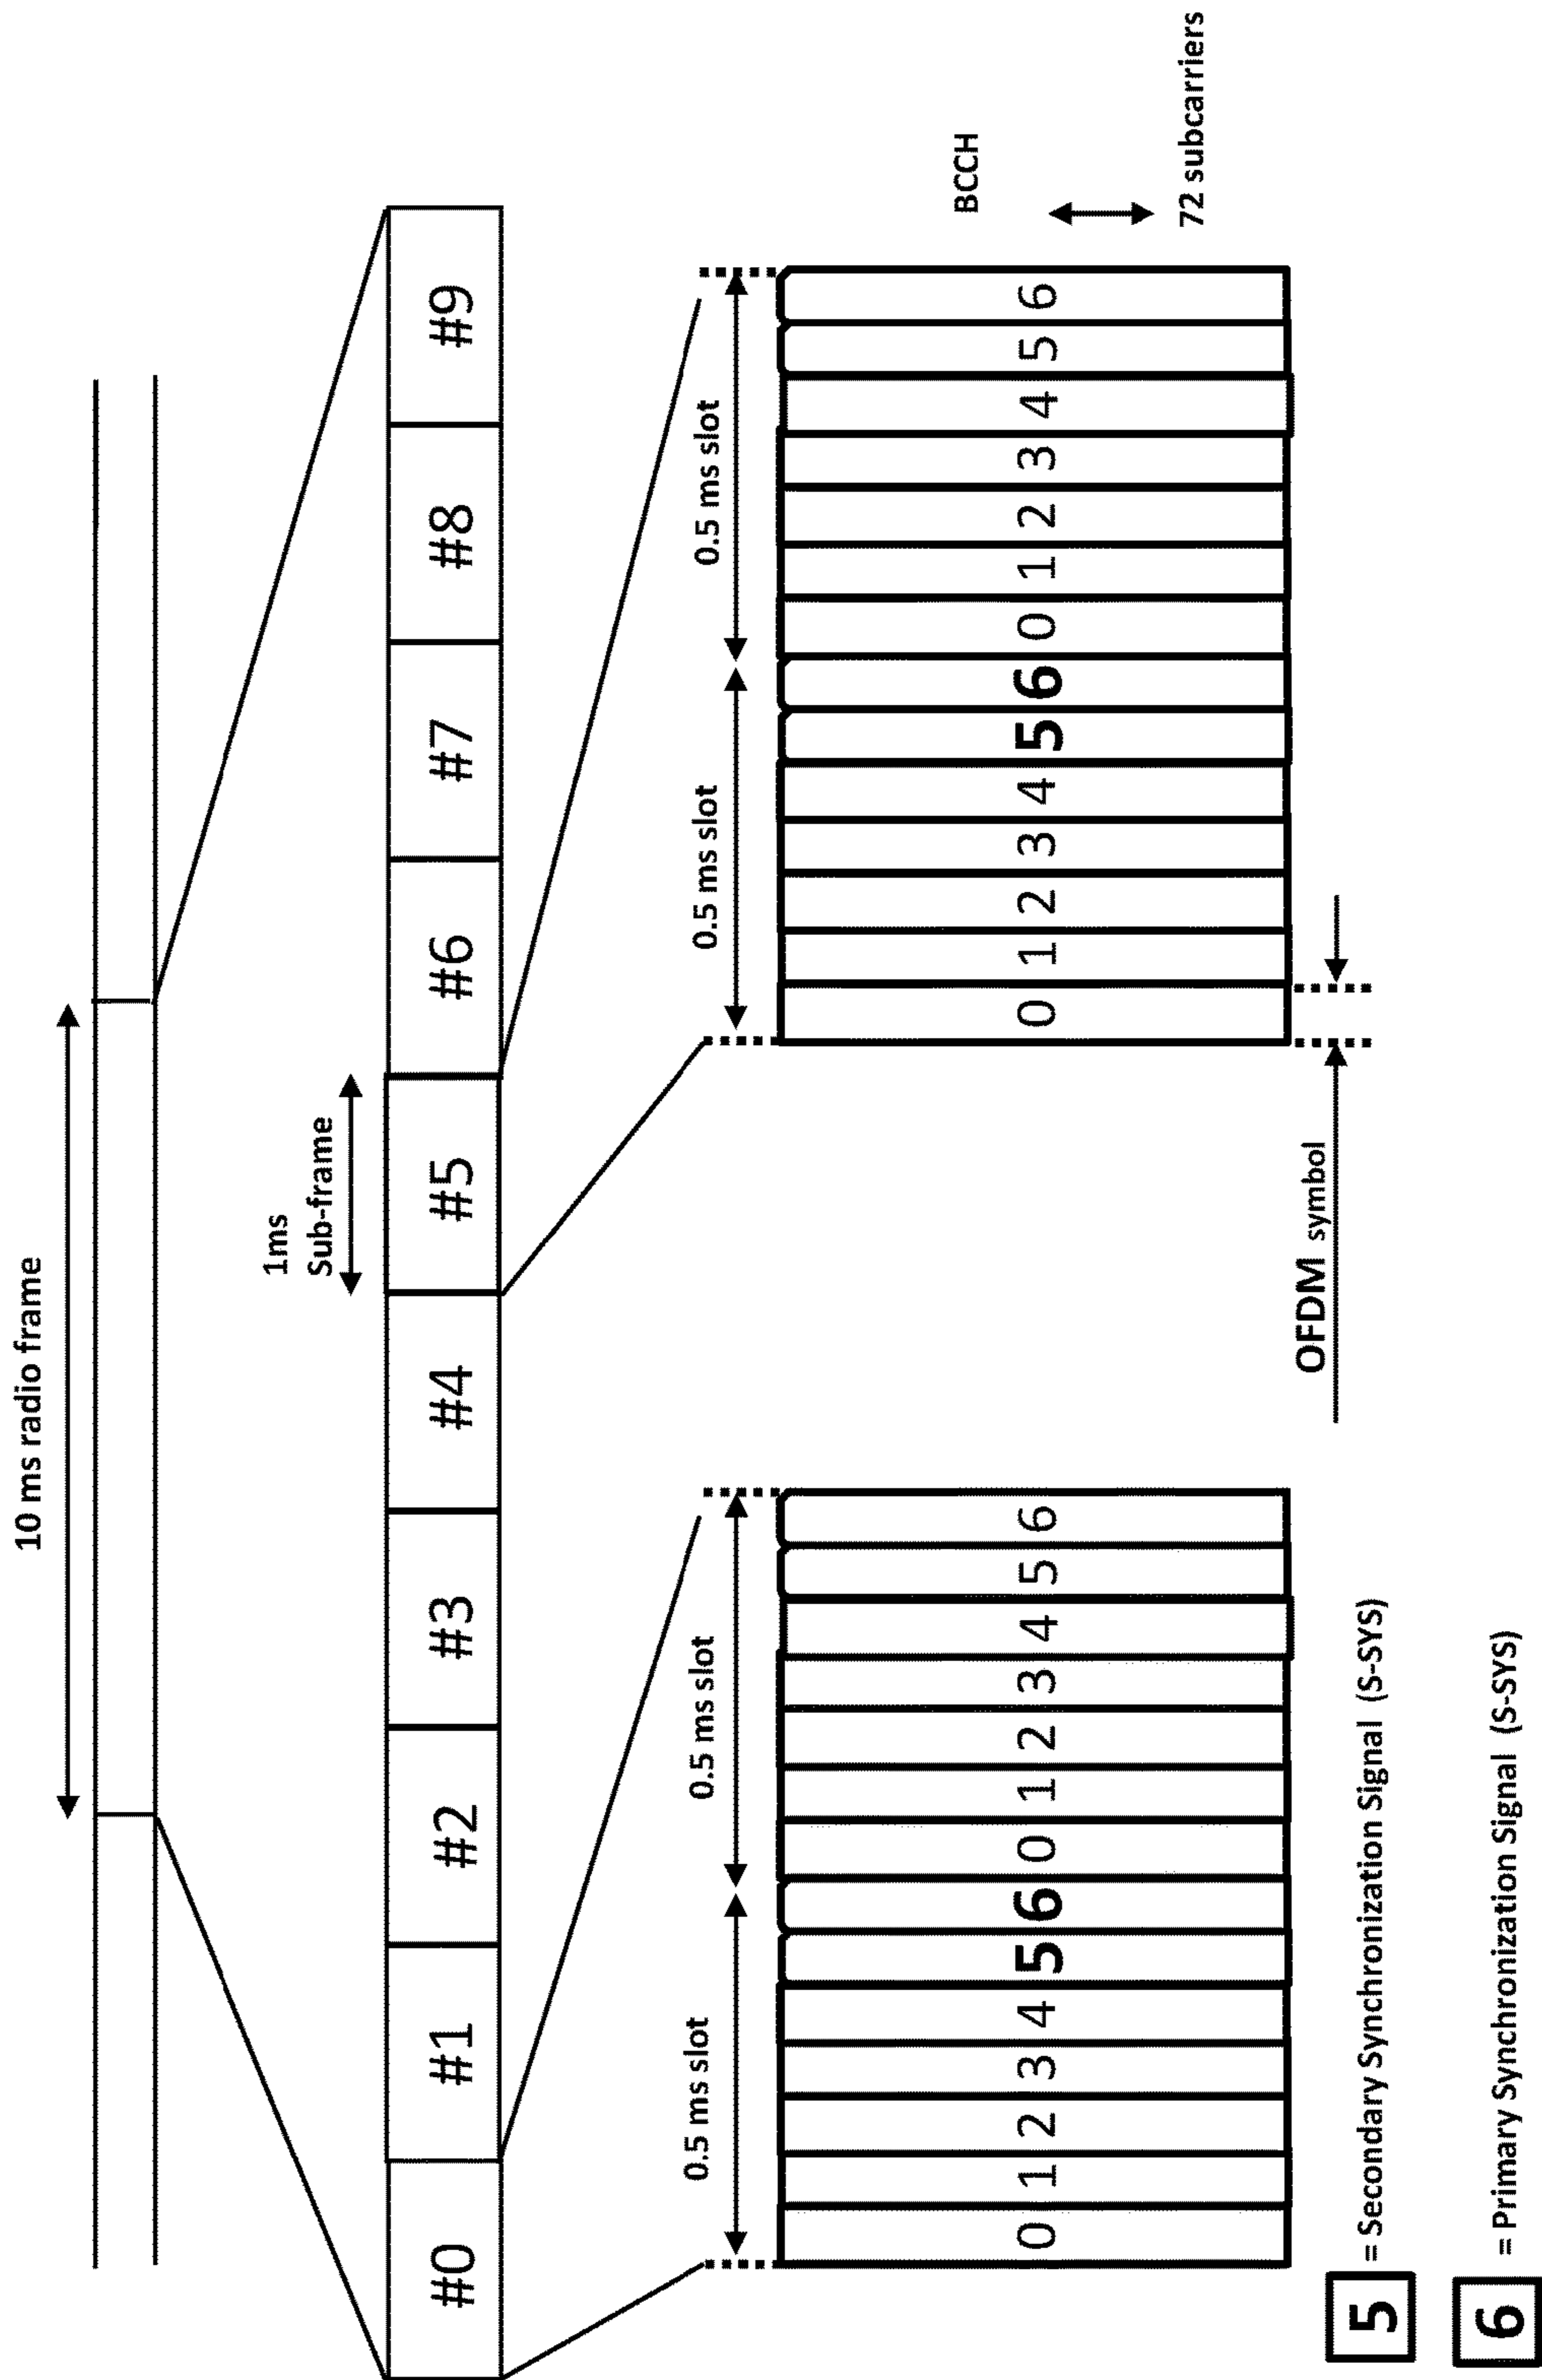 10 ms radio frame
1ms
Sub-frame
#0 #1 #2 #3 #4 #5 #6 #7 #8 #9
0.5 ms slot 0.5 ms slot 0.5 ms slot 0.5 ms slot
BCCH
0 1 2 3 4 5 6 0 1 2 3 4 5 6
0 1 2 3 4 5 6 0 1 2 3 4 5 6
72 subcarriers
OFDM symbol
5 = Secondary Synchronization Signal (S-SYS)
6 = Primary Synchronization Signal (S-SYS)